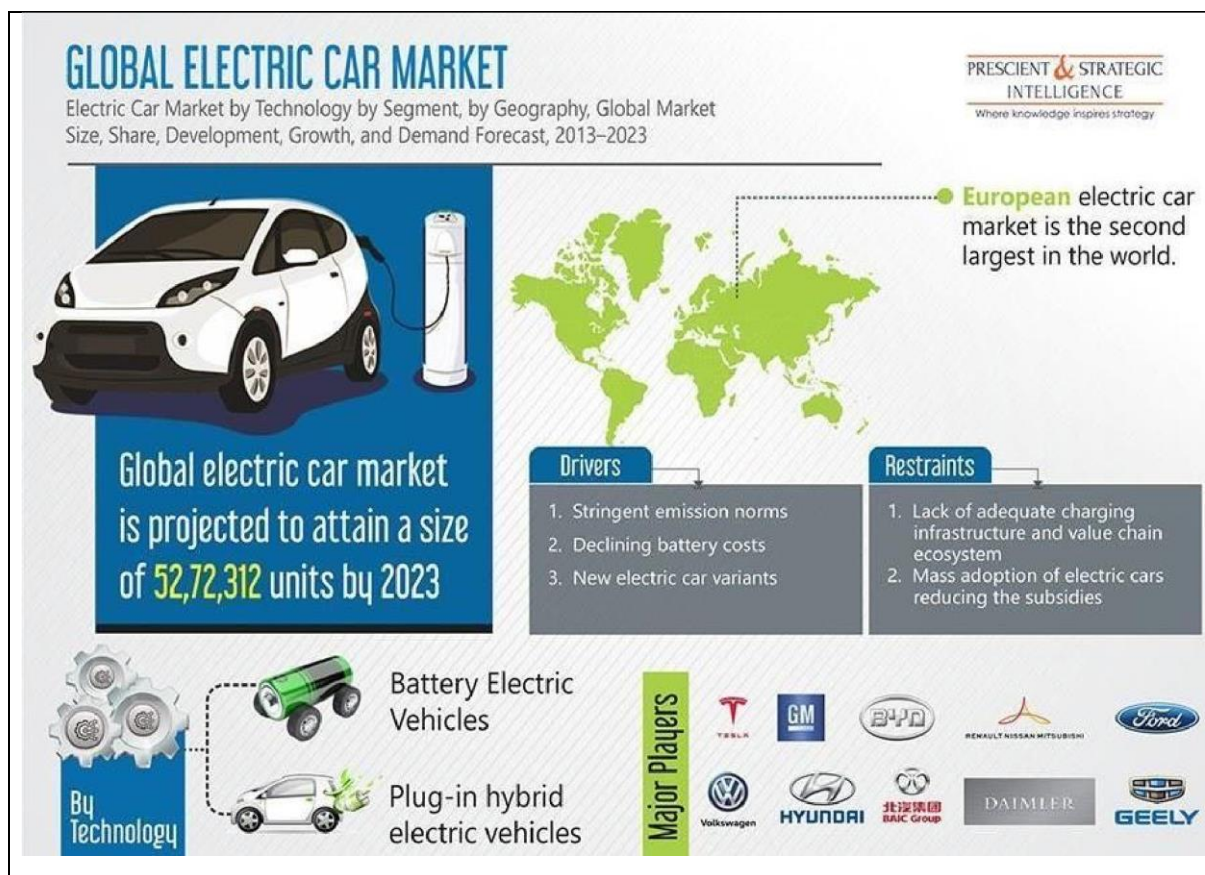 GLOBAL ELECTRIC CAR MARKET
Electric Car Market by Technology by Segment, by Geography, Global Market
Size, Share, Development, Growth, and Demand Forecast, 2013–2023
PRESCIENT & STRATEGIC
INTELLIGENCE
Where knowledge inspires strategy
European electric car
market is the second
largest in the world.
Global electric car market
is projected to attain a size
of 52,72,312 units by 2023
Drivers
1. Stringent emission norms
2. Declining battery costs
3. New electric car variants
Restraints
1. Lack of adequate charging
infrastructure and value chain
ecosystem
2. Mass adoption of electric cars
reducing the subsidies
By
Technology
Battery Electric
Vehicles
Plug-in hybrid
electric vehicles
Major Players
TESLA
GM
BYD
RENAULT NISSAN MITSUBISHI
Ford
Volkswagen
HYUNDAI
北汽集团
BAIC Group
DAIMLER
GEELY